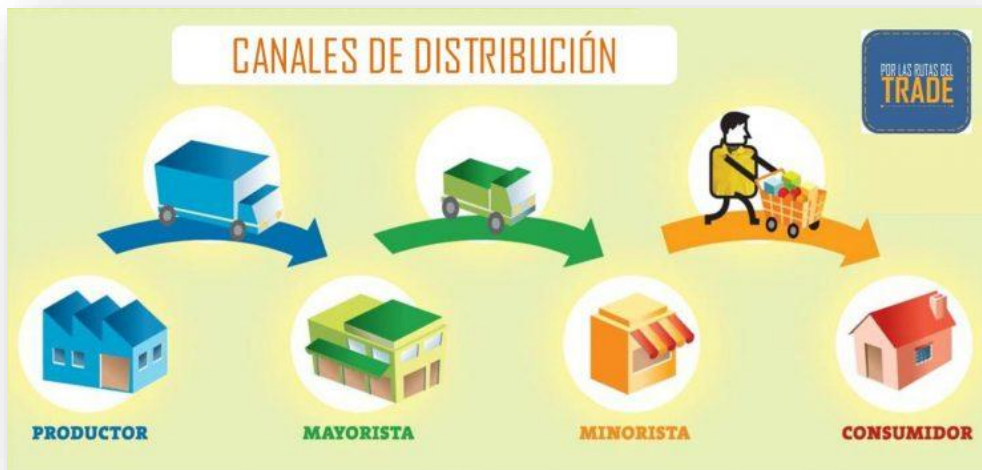 CANALES DE DISTRIBUCIÓN
POR LAS RUTAS DEL
TRADE
PRODUCTOR
MAYORISTA
MINORISTA
CONSUMIDOR